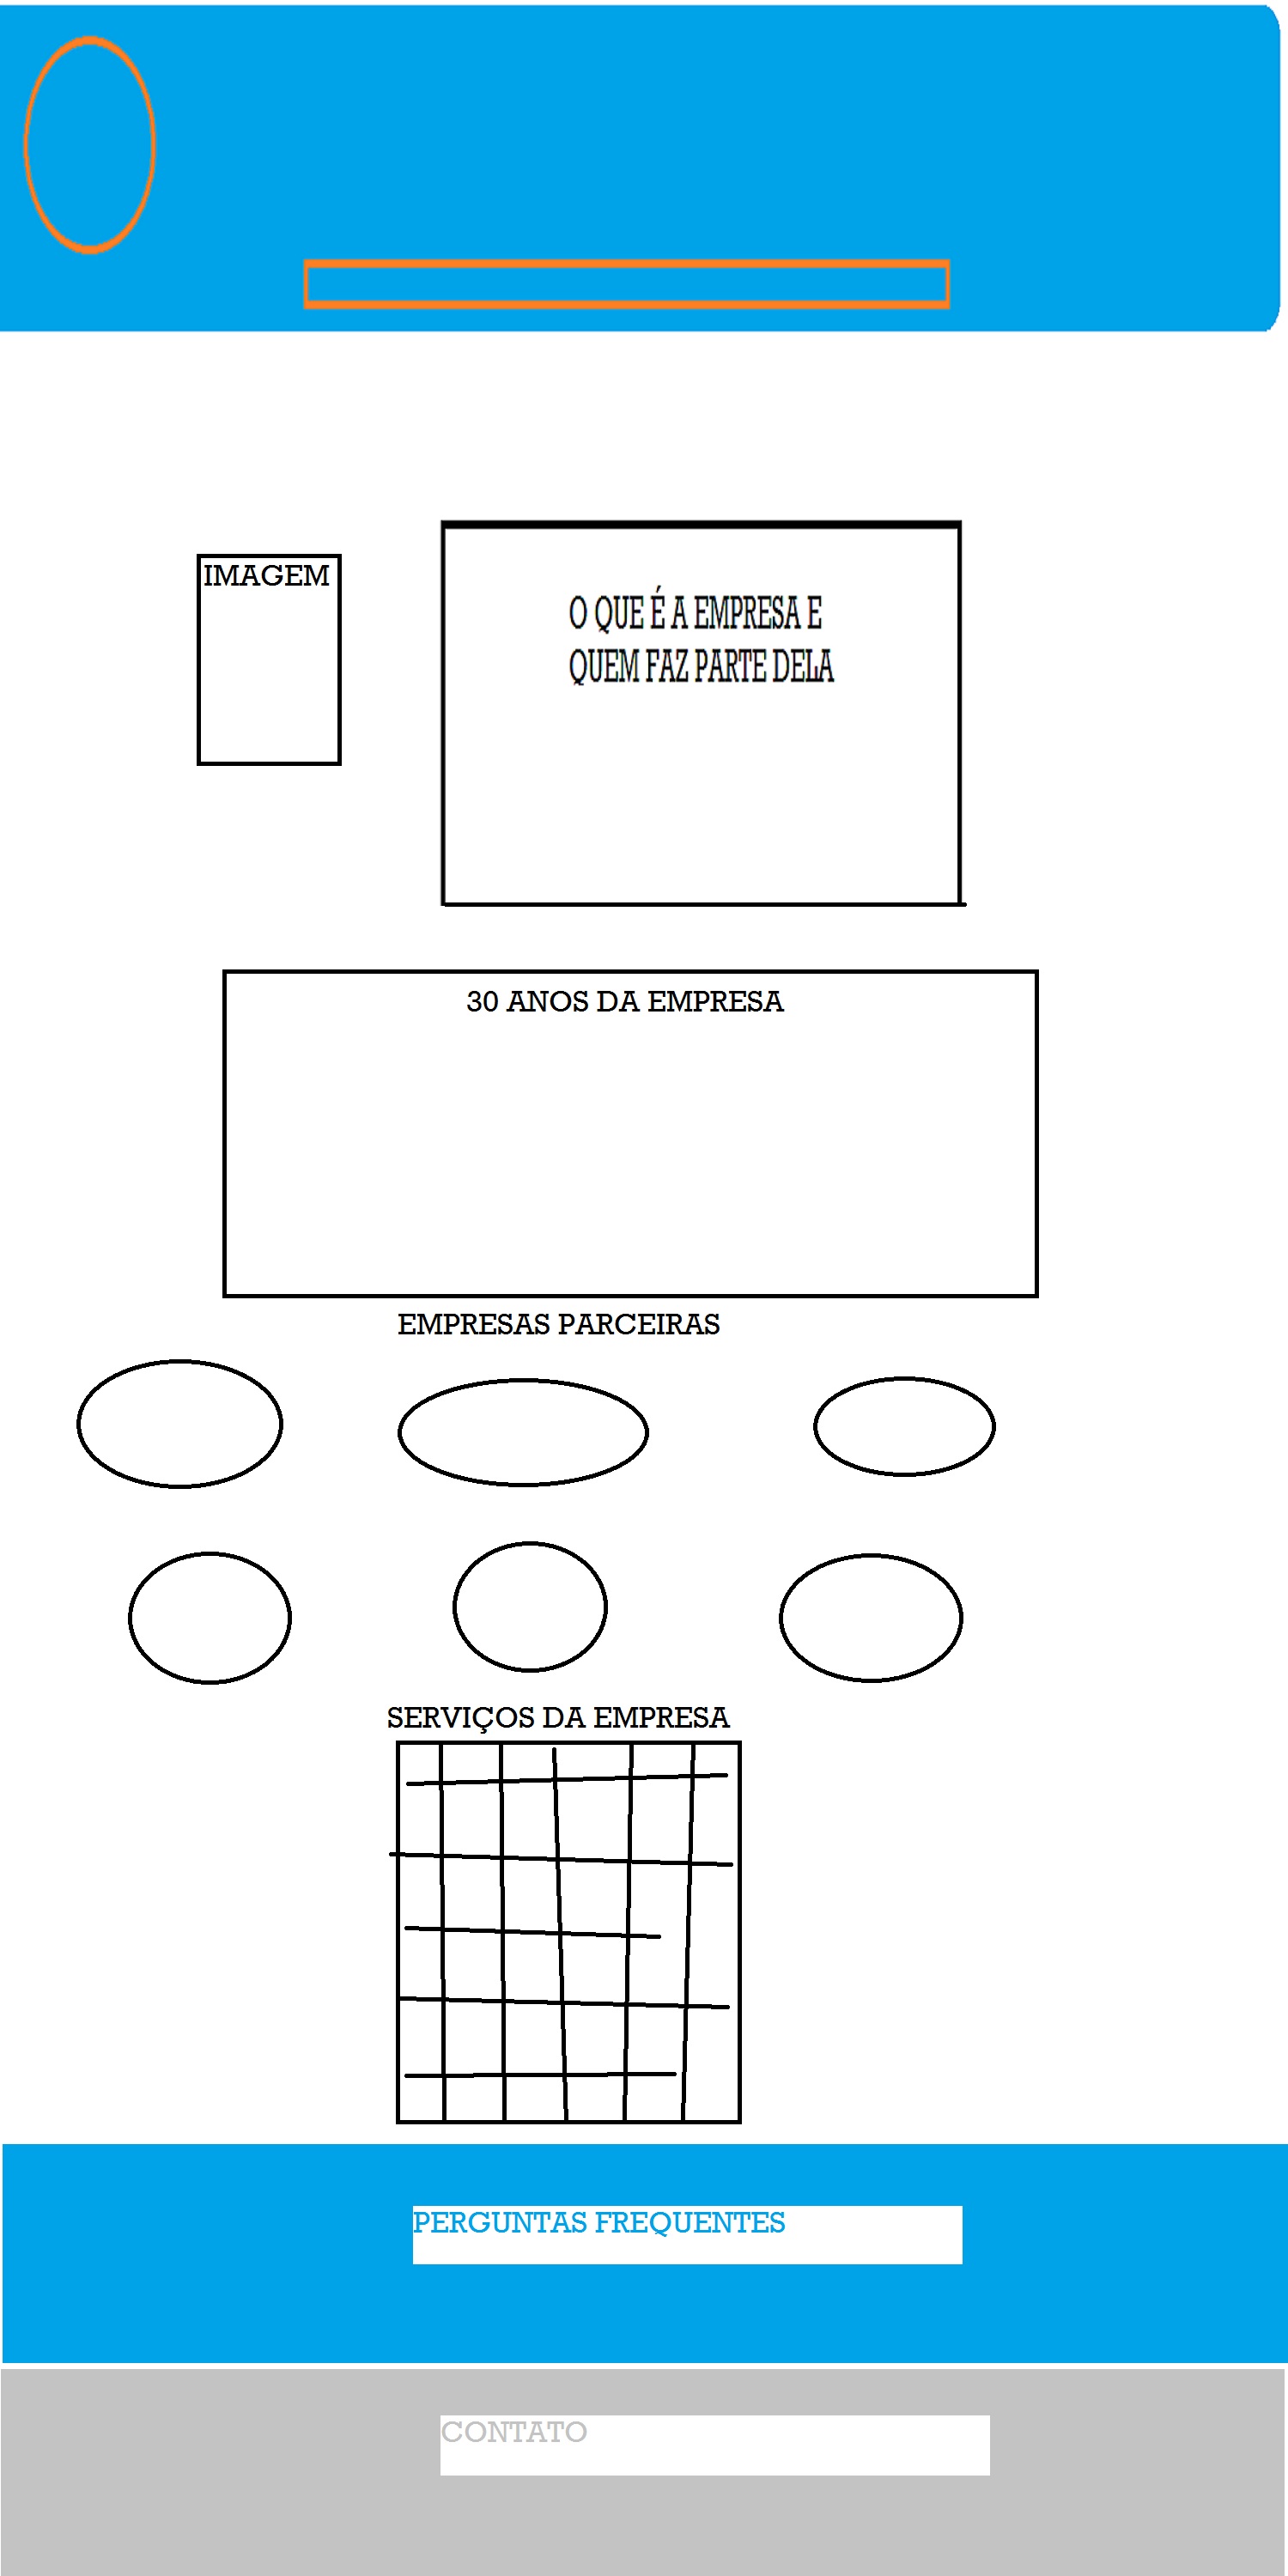 IMAGEM
O QUE É A EMPRESA E
QUEM FAZ PARTE DELA
30 ANOS DA EMPRESA
EMPRESAS PARCEIRAS
SERVIÇOS DA EMPRESA
PERGUNTAS FREQUENTES
CONTATO